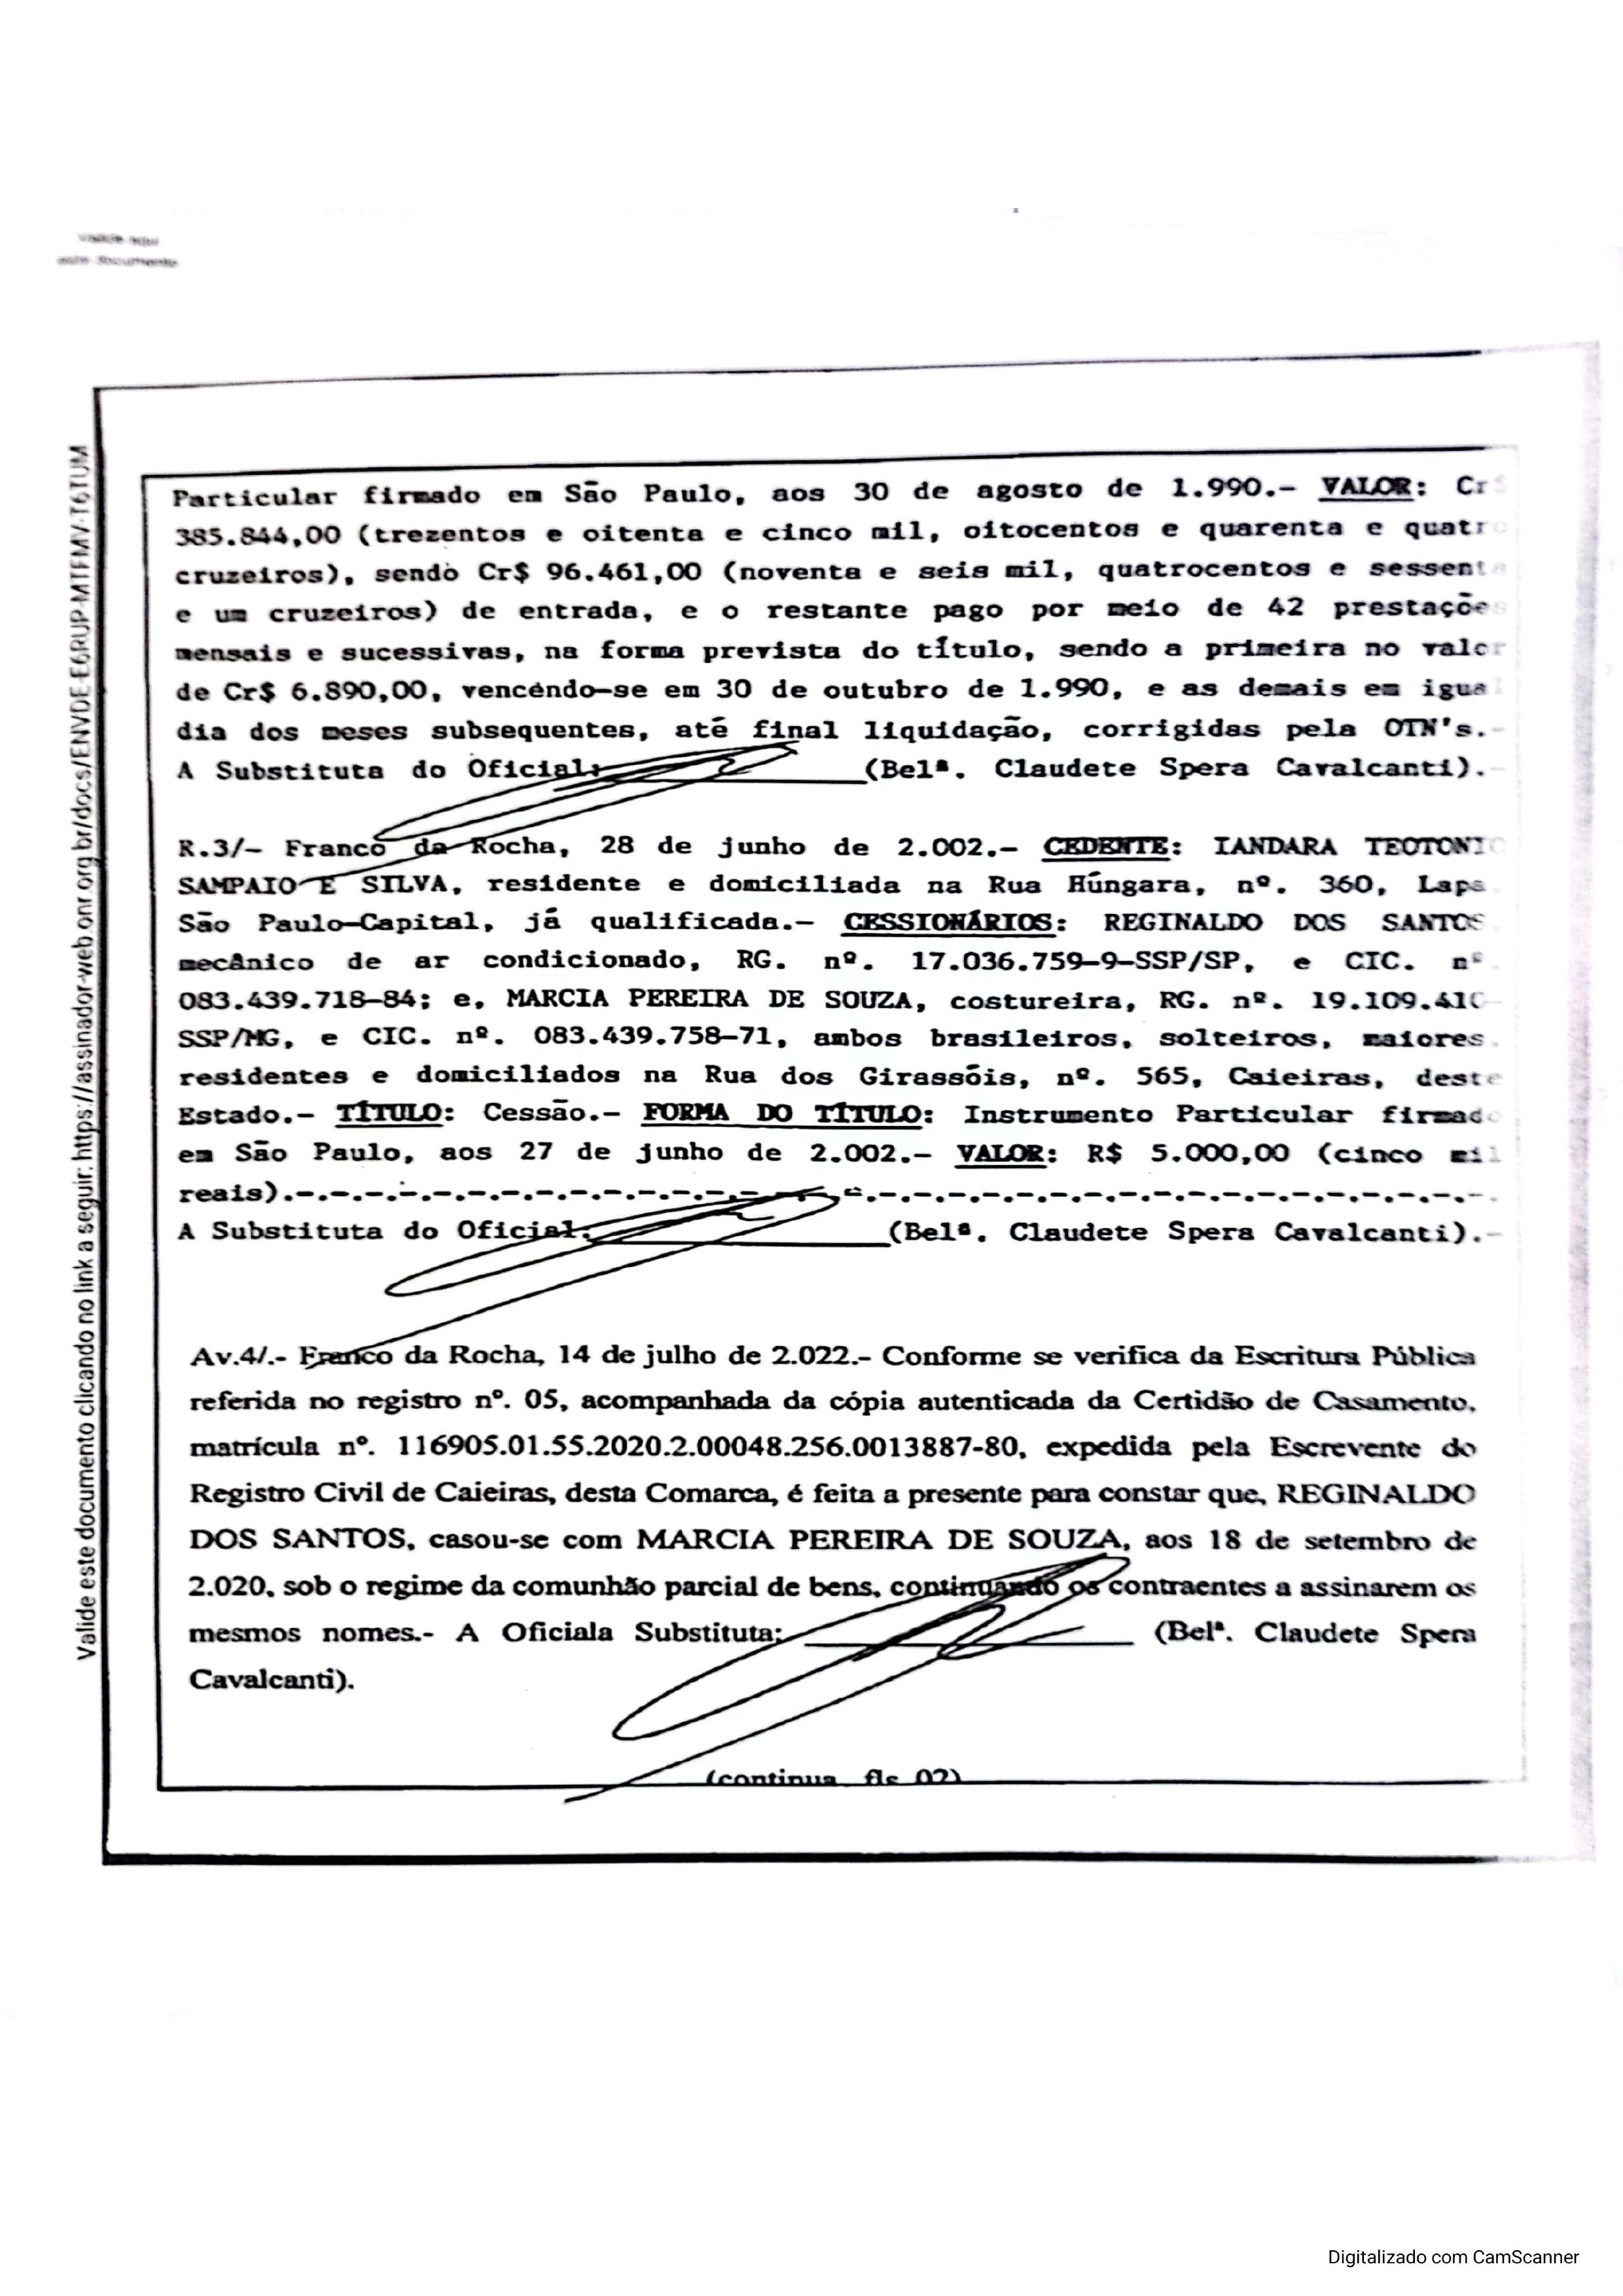 Valide aqui
este documento
Valide este documento clicando no link a seguir: https://assinador-web.onr.org.br/docs/ENVDE-E6RUP-MTFMV-T6TUM
Particular firmado em São Paulo, aos 30 de agosto de 1.990.- VALOR: Cr$
385.844,00 (trezentos e oitenta e cinco mil, oitocentos e quarenta e quatro
cruzeiros), sendo Cr$ 96.461,00 (noventa e seis mil, quatrocentos e sessenta
e um cruzeiros) de entrada, e o restante pago por meio de 42 prestações
mensais e sucessivas, na forma prevista do título, sendo a primeira no valor
de Cr$ 6.890,00, vencendo-se em 30 de outubro de 1.990, e as demais em igual
dia dos meses subsequentes, até final liquidação, corrigidas pela OTN's.-
A Substituta do Oficial: (Belª. Claudete Spera Cavalcanti).-
R.3/- Franco da Rocha, 28 de junho de 2.002.- CEDENTE: IANDARA TEOTONIO
SAMPAIO E SILVA, residente e domiciliada na Rua Húngara, nº. 360, Lapa
São Paulo-Capital, já qualificada.- CESSIONÁRIOS: REGINALDO DOS SANTOS
mecânico de ar condicionado, RG. nº. 17.036.759-9-SSP/SP, e CIC. nº
083.439.718-84; e, MARCIA PEREIRA DE SOUZA, costureira, RG. nº. 19.109.410-
SSP/MG, e CIC. nº. 083.439.758-71, ambos brasileiros, solteiros, maiores.
residentes e domiciliados na Rua dos Girassóis, nº. 565, Caieiras, deste
Estado.- TÍTULO: Cessão.- FORMA DO TÍTULO: Instrumento Particular firmado
em São Paulo, aos 27 de junho de 2.002.- VALOR: R$ 5.000,00 (cinco mil
reais).-.-.-.-.-.-.-.-.-.-.-.-.-.-.-.-.-.-.-.-.-.-.-.-.-.-.-.-.-.-.-.-.
A Substituta do Oficial: (Belª. Claudete Spera Cavalcanti).-
Av.4/.- Franco da Rocha, 14 de julho de 2.022.- Conforme se verifica da Escritura Pública
referida no registro nº. 05, acompanhada da cópia autenticada da Certidão de Casamento,
matrícula nº. 116905.01.55.2020.2.00048.256.0013887-80, expedida pela Escrevente do
Registro Civil de Caieiras, desta Comarca, é feita a presente para constar que, REGINALDO
DOS SANTOS, casou-se com MARCIA PEREIRA DE SOUZA, aos 18 de setembro de
2.020, sob o regime da comunhão parcial de bens, continuando os contraentes a assinarem os
mesmos nomes.- A Oficiala Substituta: (Belª. Claudete Spera
Cavalcanti).
(continua fls 02)
Digitalizado com CamScanner